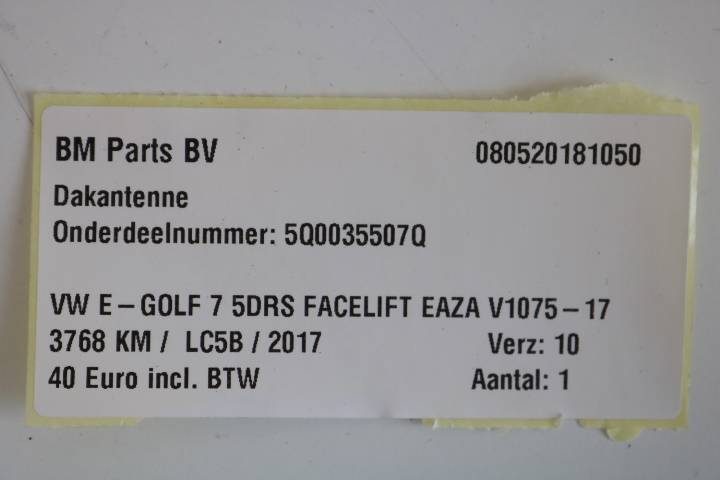 BM Parts BV 080520181050
Dakantenne
Onderdeelnummer: 5Q0035507Q
VW E-GOLF 7 5DRS FACELIFT EAZA V1075-17
3768 KM / LC5B / 2017 Verz: 10
40 Euro incl. BTW Aantal: 1